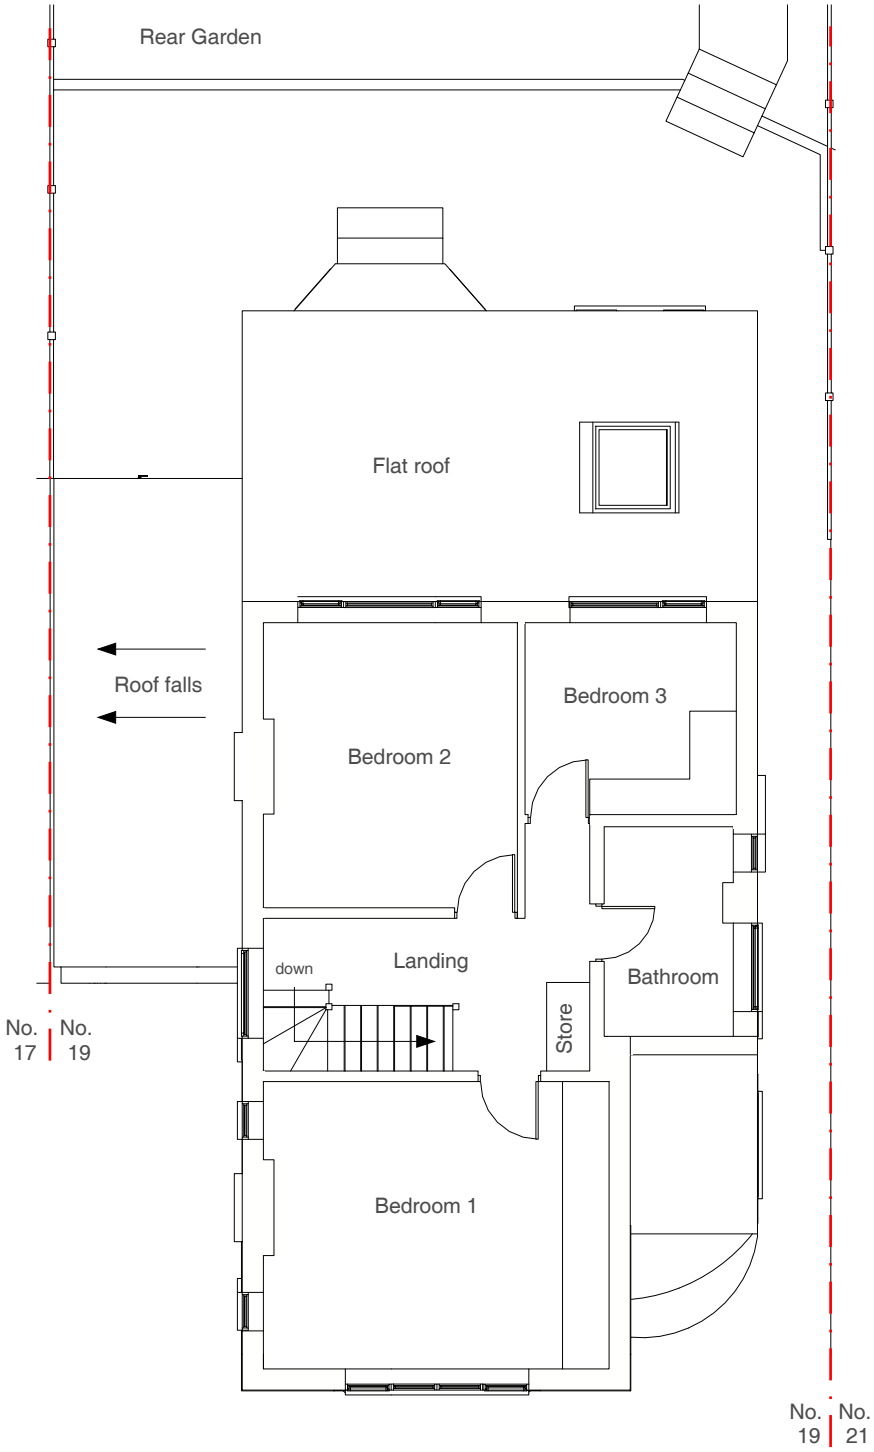 Rear Garden
Flat roof
Roof falls
Bedroom 3
Bedroom 2
Landing
down
Bathroom
Store
No. No.
17 19
Bedroom 1
No. No.
19 21